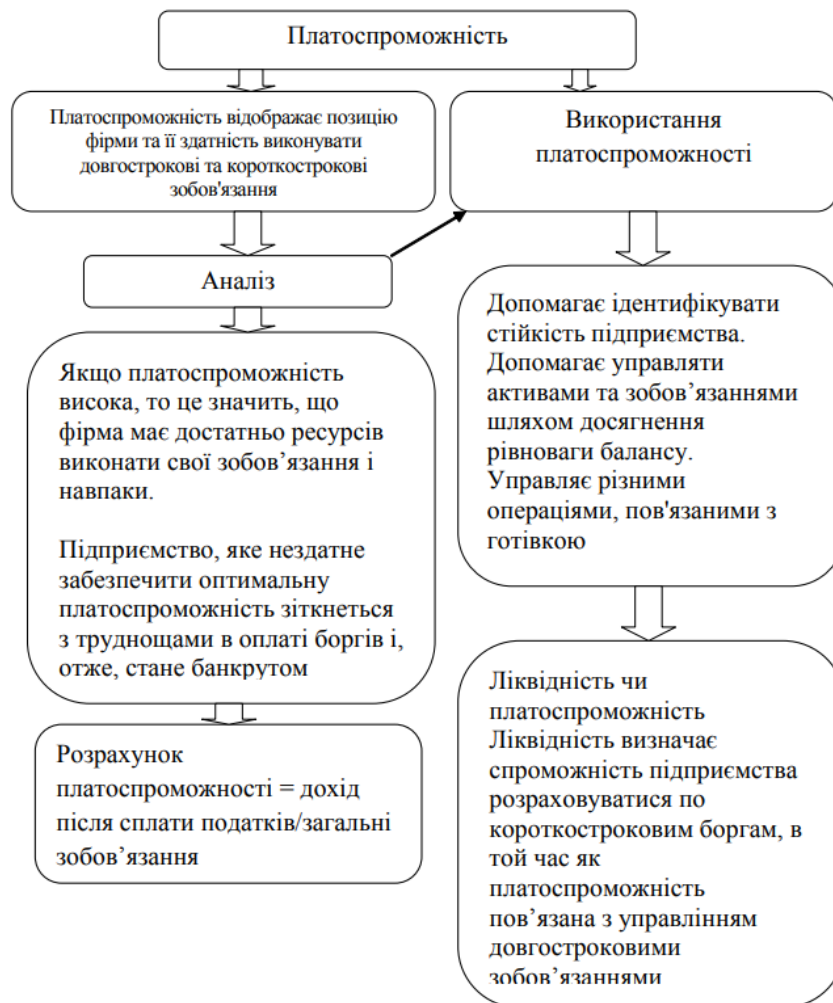 Платоспроможність
Платоспроможність відображає позицію
фірми та її здатність виконувати
довгострокові та короткострокові
зобов'язання
Використання
платоспроможності
Аналіз
Якщо платоспроможність
висока, то це значить, що
фірма має достатньо ресурсів
виконати свої зобов’язання і
навпаки.
Підприємство, яке нездатне
забезпечити оптимальну
платоспроможність зіткнеться
з труднощами в оплаті боргів і,
отже, стане банкрутом
Розрахунок
платоспроможності = дохід
після сплати податків/загальні
зобов’язання
Допомагає ідентифікувати
стійкість підприємства.
Допомагає управляти
активами та зобов’язаннями
шляхом досягнення
рівноваги балансу.
Управляє різними
операціями, пов'язаними з
готівкою
Ліквідність чи
платоспроможність
Ліквідність визначає
спроможність підприємства
розраховуватися по
короткостроковим боргам, в
той час як
платоспроможність
пов’язана з управлінням
довгостроковими
зобов’язаннями